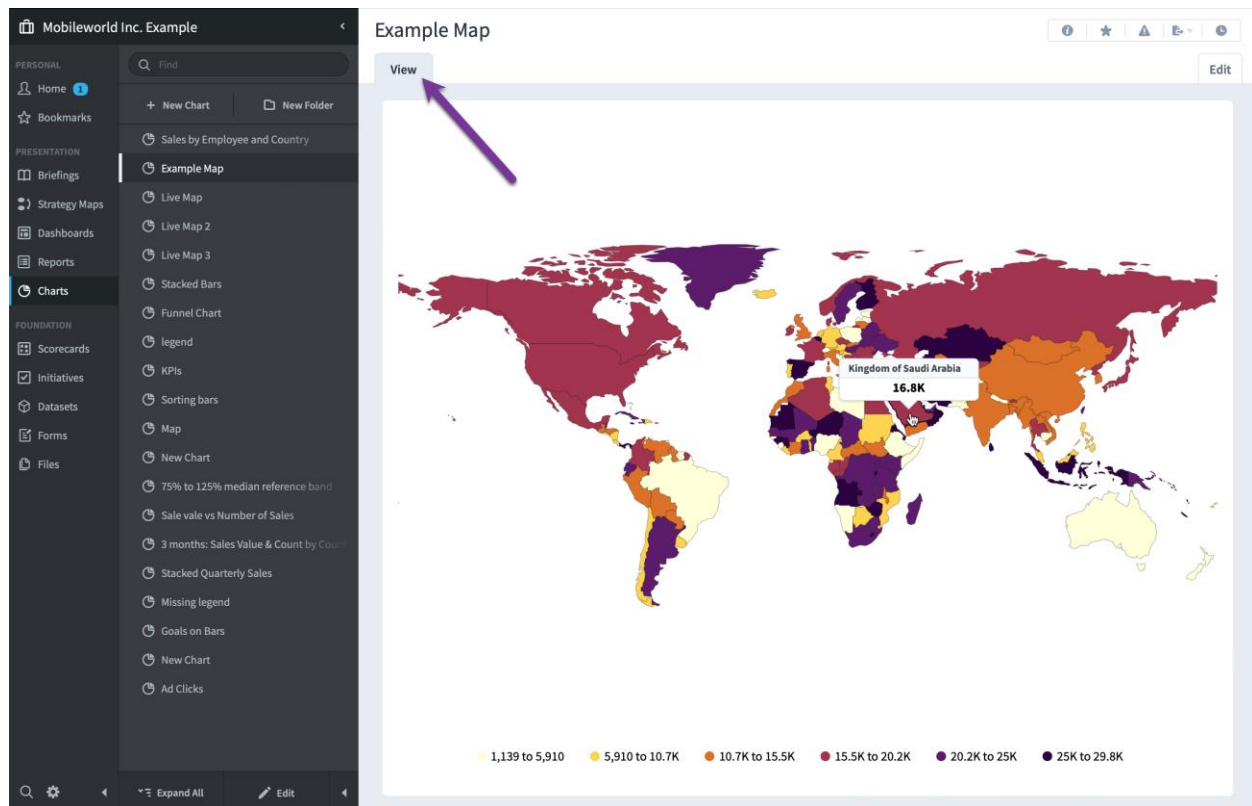 Mobileworld Inc. Example
PERSONAL
Home 1
Bookmarks
PRESENTATION
Briefings
Strategy Maps
Dashboards
Reports
Charts
FOUNDATION
Scorecards
Initiatives
Datasets
Forms
Files
Find
+ New Chart
New Folder
Sales by Employee and Country
Example Map
Live Map
Live Map 2
Live Map 3
Stacked Bars
Funnel Chart
legend
KPIs
Sorting bars
Map
New Chart
75% to 125% median reference band
Sale vale vs Number of Sales
3 months: Sales Value & Count by Coun
Stacked Quarterly Sales
Missing legend
Goals on Bars
New Chart
Ad Clicks
Expand All
Edit
Example Map
View
Edit
Kingdom of Saudi Arabia
16.8K
1,139 to 5,910
5,910 to 10.7K
10.7K to 15.5K
15.5K to 20.2K
20.2K to 25K
25K to 29.8K